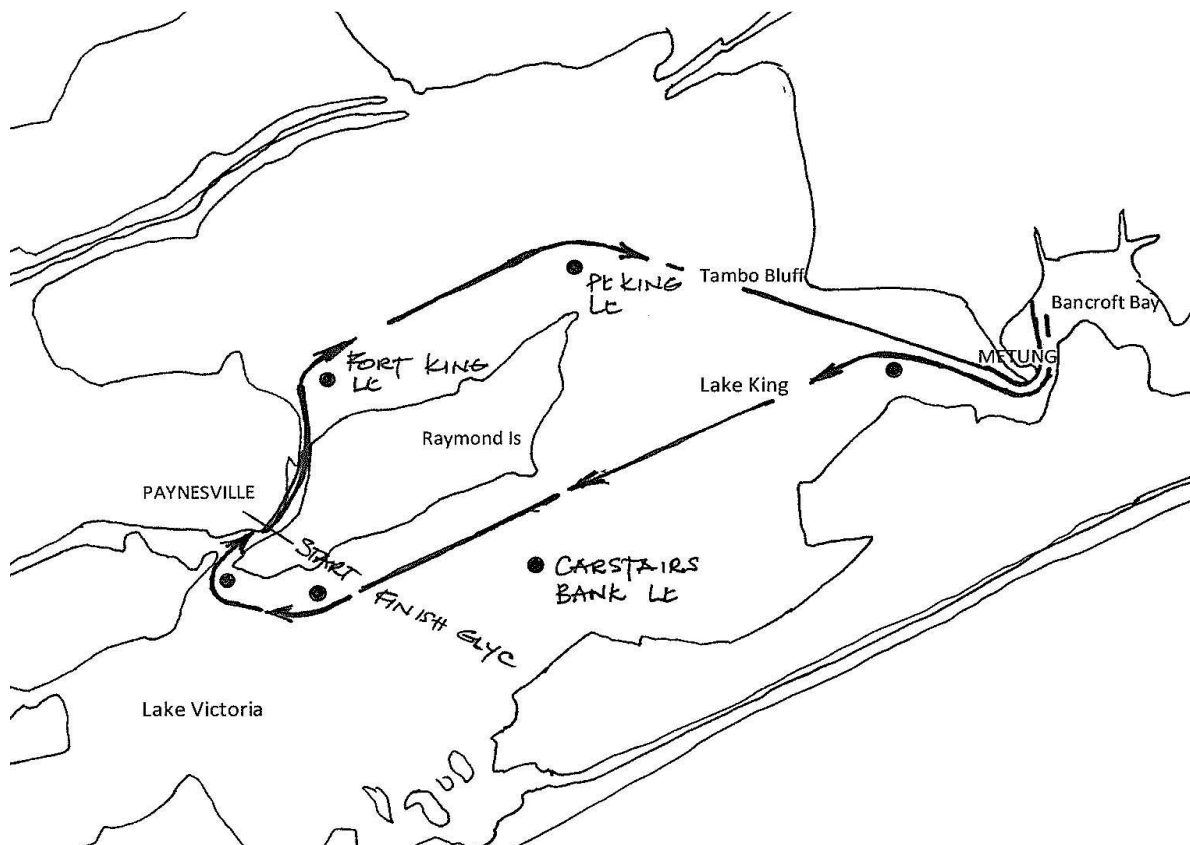 Tambo Bluff
PT KING
LT
Bancroft Bay
METUNG
FORT KING
LT
Lake King
Raymond Is
PAYNESVILLE
START
FINISH GLYC
CARSTAIRS
BANK LT
Lake Victoria